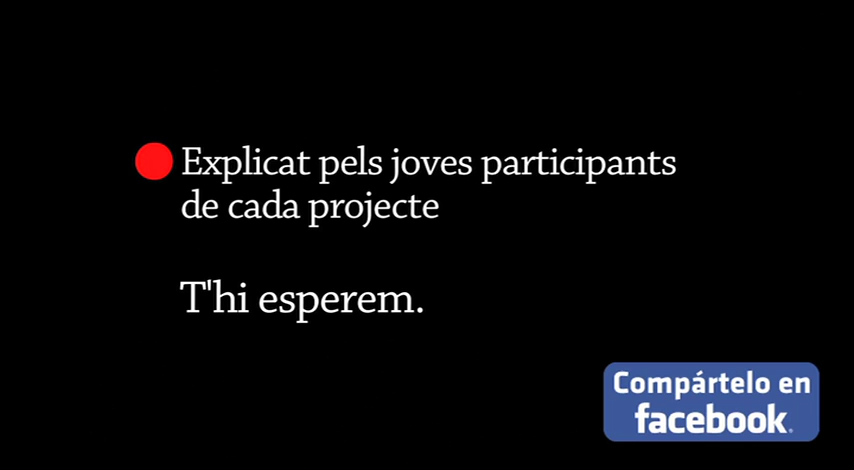 Explicat pels joves participants
de cada projecte
T'hi esperem.
Compártelo en
facebook.